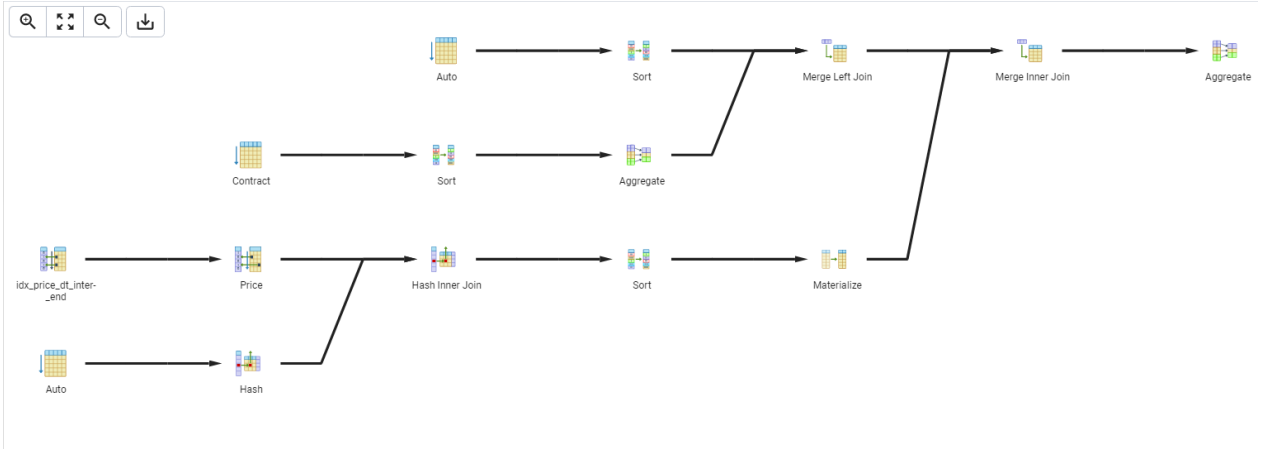 Auto
Sort
Merge Left Join
Merge Inner Join
Aggregate
Contract
Sort
Aggregate
idx_price_dt_inter-
_end
Price
Hash Inner Join
Sort
Materialize
Auto
Hash